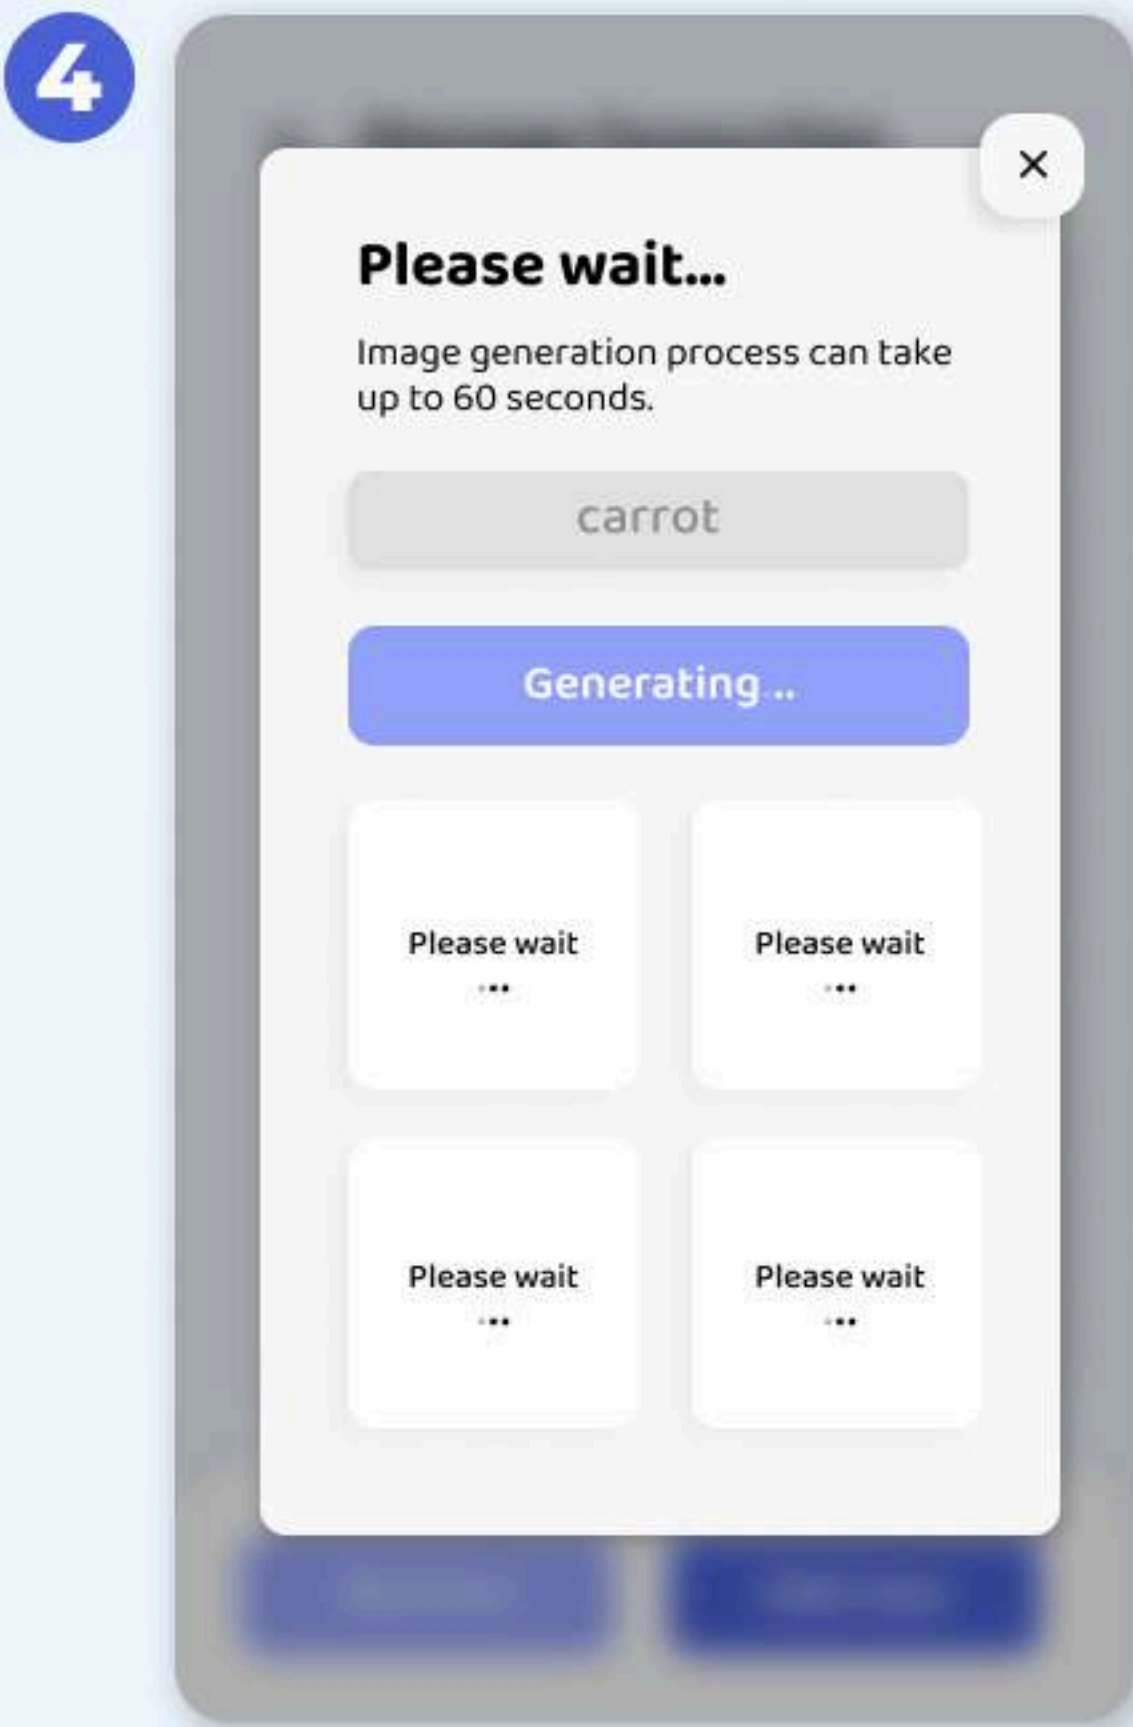 4
Please wait...
Image generation process can take
up to 60 seconds.
carrot
Generating...
Please wait
...
Please wait
...
Please wait
...
Please wait
...